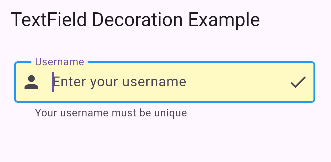 TextField Decoration Example
Username
Enter your username
Your username must be unique